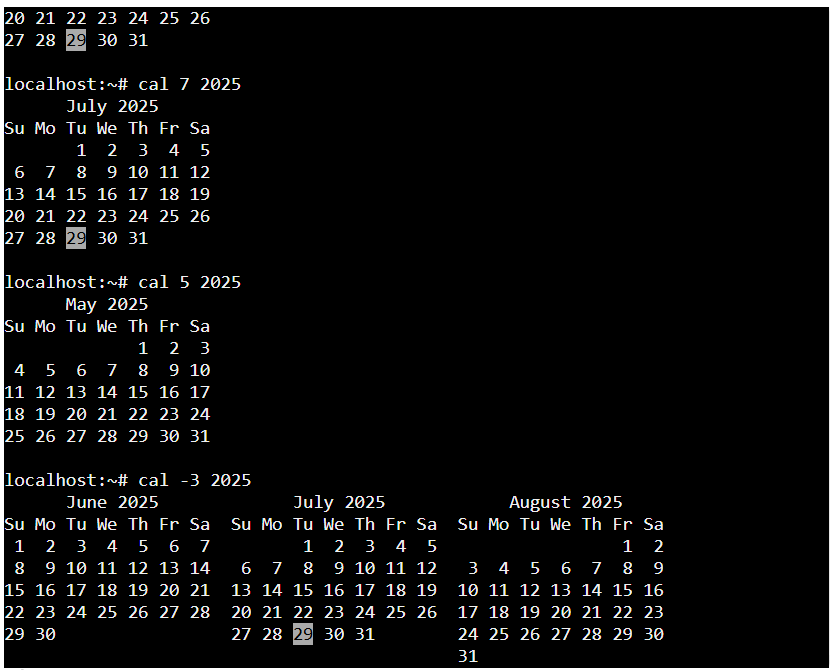 20 21 22 23 24 25 26
27 28 29 30 31
localhost:~# cal 7 2025
      July 2025
Su Mo Tu We Th Fr Sa
       1  2  3  4  5
 6  7  8  9 10 11 12
13 14 15 16 17 18 19
20 21 22 23 24 25 26
27 28 29 30 31
localhost:~# cal 5 2025
      May 2025
Su Mo Tu We Th Fr Sa
             1  2  3
 4  5  6  7  8  9 10
11 12 13 14 15 16 17
18 19 20 21 22 23 24
25 26 27 28 29 30 31
localhost:~# cal -3 2025
      June 2025             July 2025            August 2025
Su Mo Tu We Th Fr Sa  Su Mo Tu We Th Fr Sa  Su Mo Tu We Th Fr Sa
 1  2  3  4  5  6  7         1  2  3  4  5                  1  2
 8  9 10 11 12 13 14   6  7  8  9 10 11 12   3  4  5  6  7  8  9
15 16 17 18 19 20 21  13 14 15 16 17 18 19  10 11 12 13 14 15 16
22 23 24 25 26 27 28  20 21 22 23 24 25 26  17 18 19 20 21 22 23
29 30                 27 28 29 30 31        24 25 26 27 28 29 30
                                            31